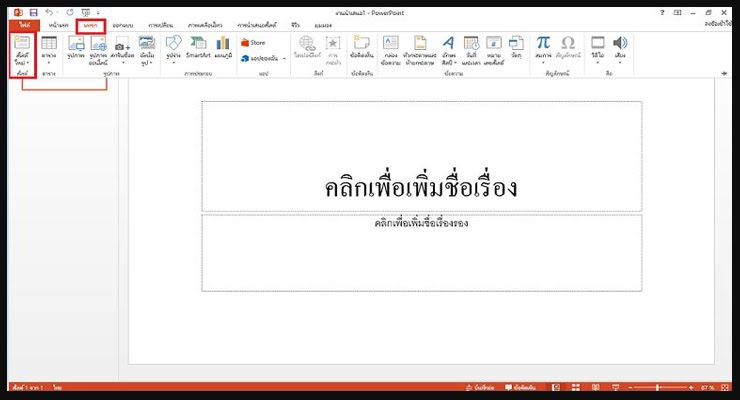 งานนำเสนอ1 - PowerPoint
ลงชื่อเข้าใช้
ไฟล์ หน้าแรก แทรก ออกแบบ การเปลี่ยน ภาพเคลื่อนไหว การนำเสนอสไลด์ รีวิว มุมมอง
สไลด์ใหม่ ตาราง รูปภาพ รูปภาพออนไลน์ สกรีนช็อต อัลบั้มรูป รูปร่าง SmartArt แผนภูมิ Store แอปของฉัน ไฮเปอร์ลิงก์ การกระทำ ข้อคิดเห็น กล่องข้อความ หัวกระดาษและท้ายกระดาษ อักษรศิลป์ วันที่และเวลา หมายเลขสไลด์ วัตถุ สมการ สัญลักษณ์ วิดีโอ เสียง
สไลด์ ตาราง รูปภาพ ภาพประกอบ แอป ลิงก์ ข้อคิดเห็น ข้อความ สัญลักษณ์ สื่อ
คลิกเพื่อเพิ่มชื่อเรื่อง
คลิกเพื่อเพิ่มชื่อเรื่องรอง
สไลด์ 1 จาก 1 ไทย บันทึกย่อ ข้อคิดเห็น 67 %